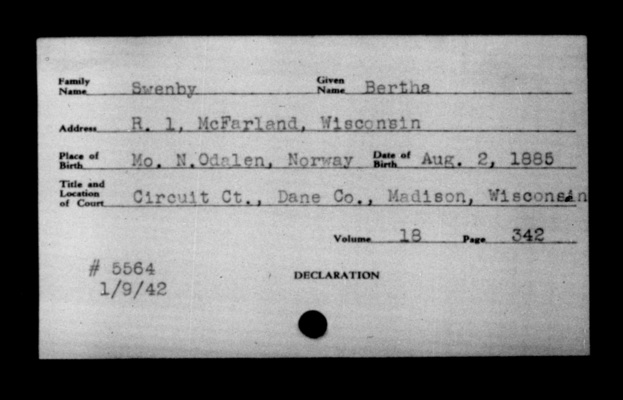 Family Name Swenby Given Name Bertha
Address R. 1, McFarland, Wisconsin
Place of Birth Mo. N.Odalen, Norway Date of Birth Aug. 2, 1885
Title and Location of Court Circuit Ct., Dane Co., Madison, Wisconsin
Volume 18 Page 342
# 5564 DECLARATION
1/9/42